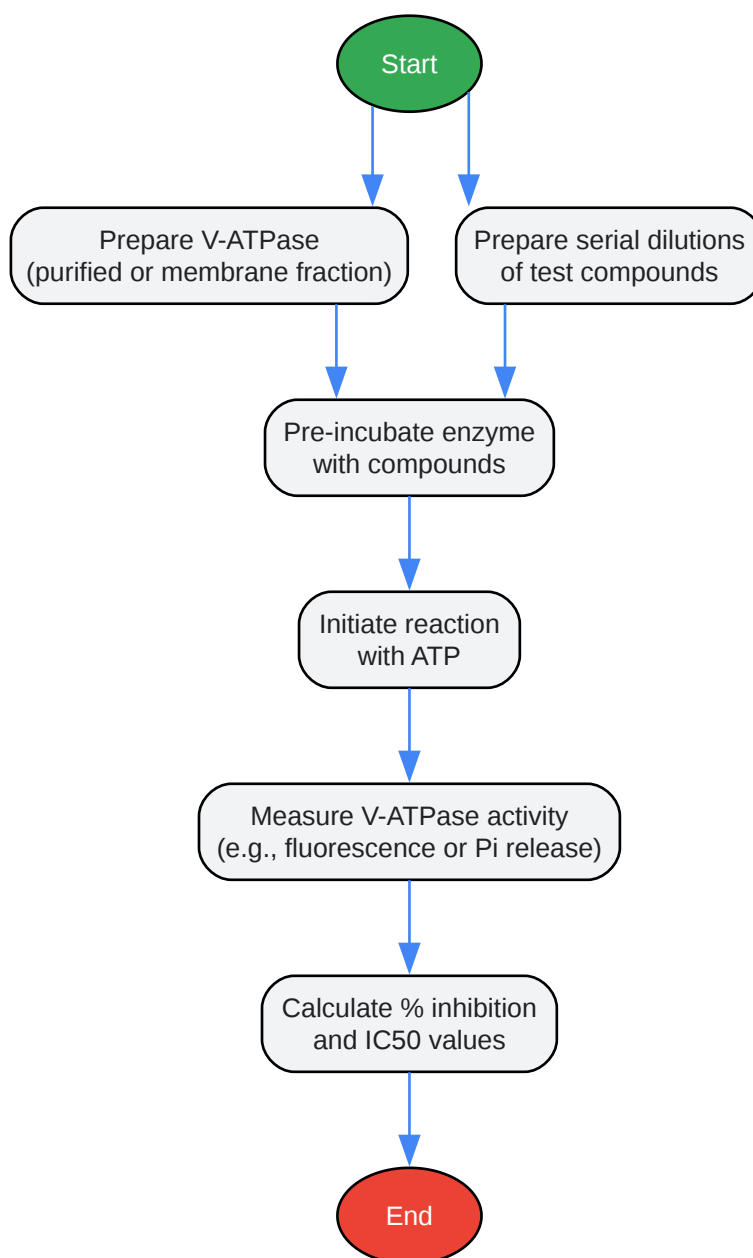 Start
Prepare V-ATPase
(purified or membrane fraction)
Prepare serial dilutions
of test compounds
Pre-incubate enzyme
with compounds
Initiate reaction
with ATP
Measure V-ATPase activity
(e.g., fluorescence or Pi release)
Calculate % inhibition
and IC50 values
End